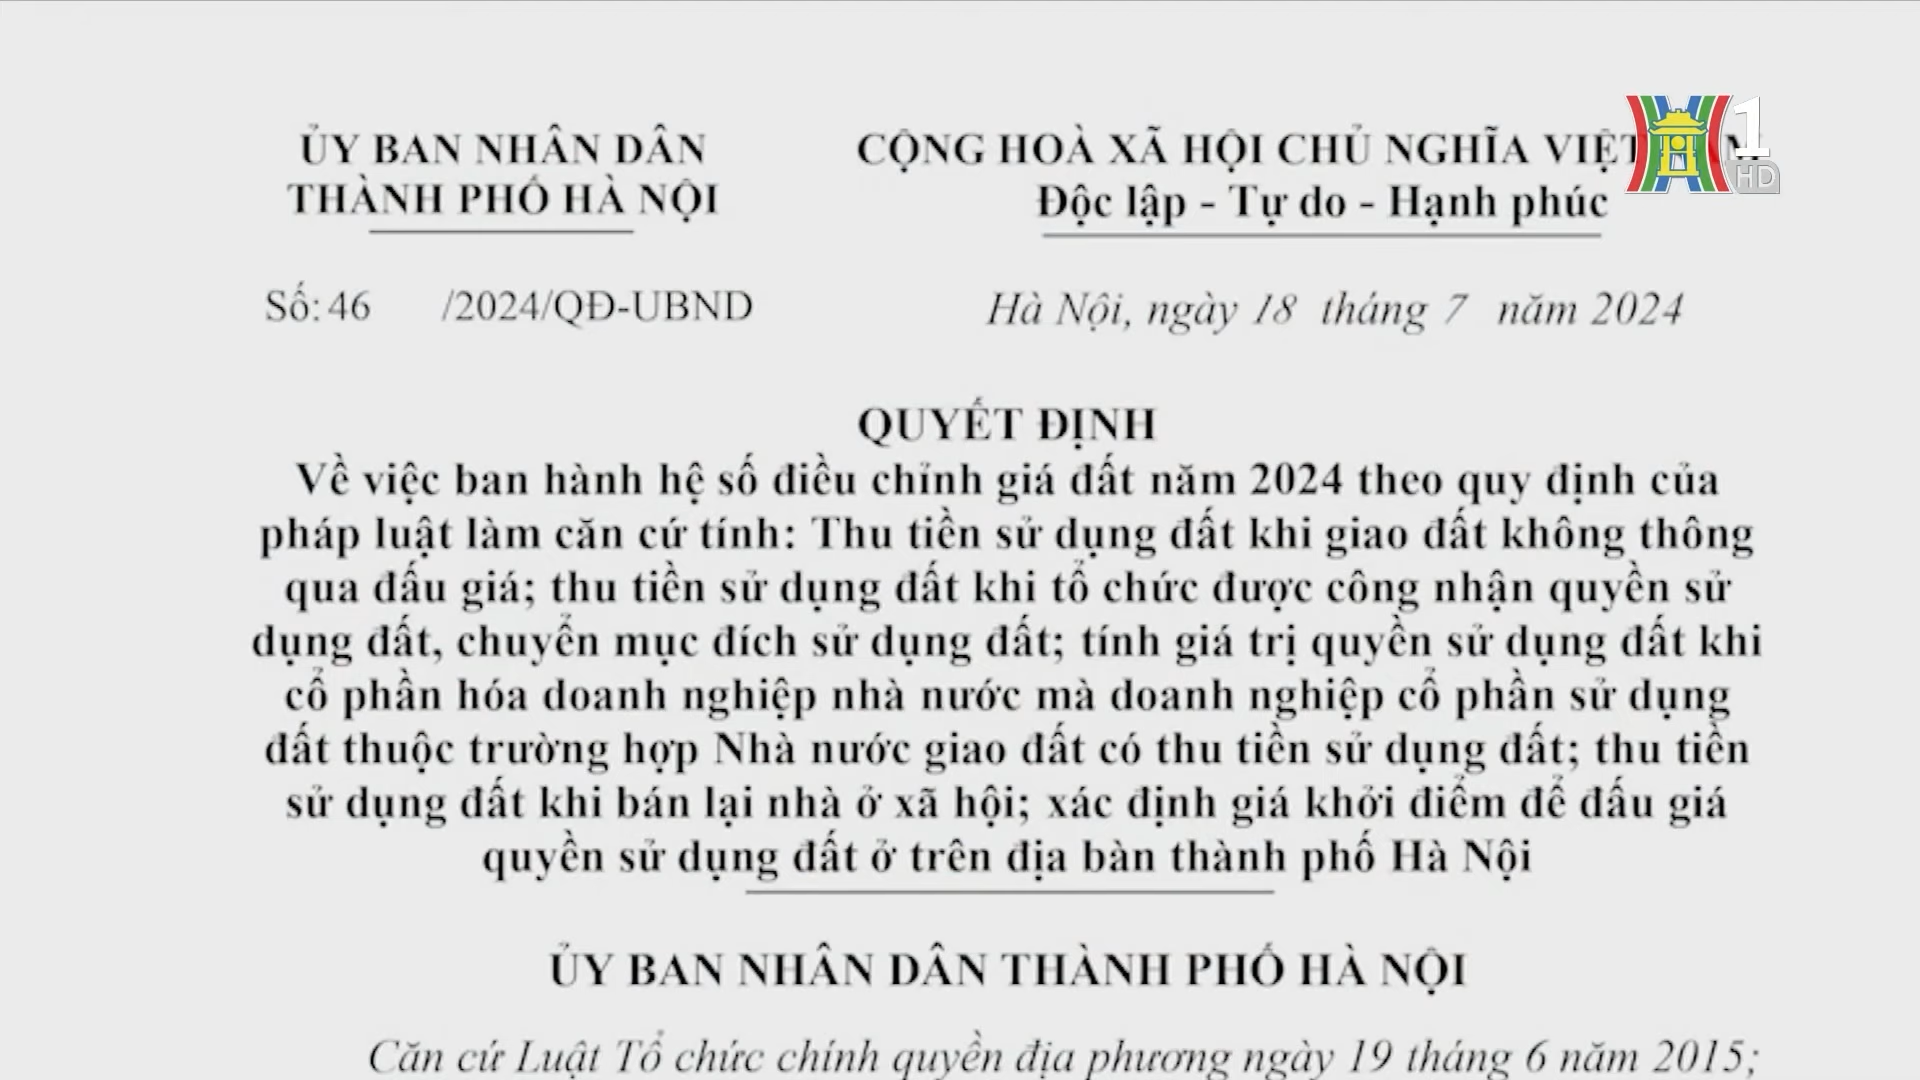 ỦY BAN NHÂN DÂN
THÀNH PHỐ HÀ NỘI
CỘNG HOÀ XÃ HỘI CHỦ NGHĨA VIỆT
Độc lập - Tự do - Hạnh phúc
1
HD
Số: 46 /2024/QĐ-UBND
Hà Nội, ngày 18 tháng 7 năm 2024
QUYẾT ĐỊNH
Về việc ban hành hệ số điều chỉnh giá đất năm 2024 theo quy định của
pháp luật làm căn cứ tính: Thu tiền sử dụng đất khi giao đất không thông
qua đấu giá; thu tiền sử dụng đất khi tổ chức được công nhận quyền sử
dụng đất, chuyển mục đích sử dụng đất; tính giá trị quyền sử dụng đất khi
cổ phần hóa doanh nghiệp nhà nước mà doanh nghiệp cổ phần sử dụng
đất thuộc trường hợp Nhà nước giao đất có thu tiền sử dụng đất; thu tiền
sử dụng đất khi bán lại nhà ở xã hội; xác định giá khởi điểm để đấu giá
quyền sử dụng đất ở trên địa bàn thành phố Hà Nội
ỦY BAN NHÂN DÂN THÀNH PHỐ HÀ NỘI
Căn cứ Luật Tổ chức chính quyền địa phương ngày 19 tháng 6 năm 2015;